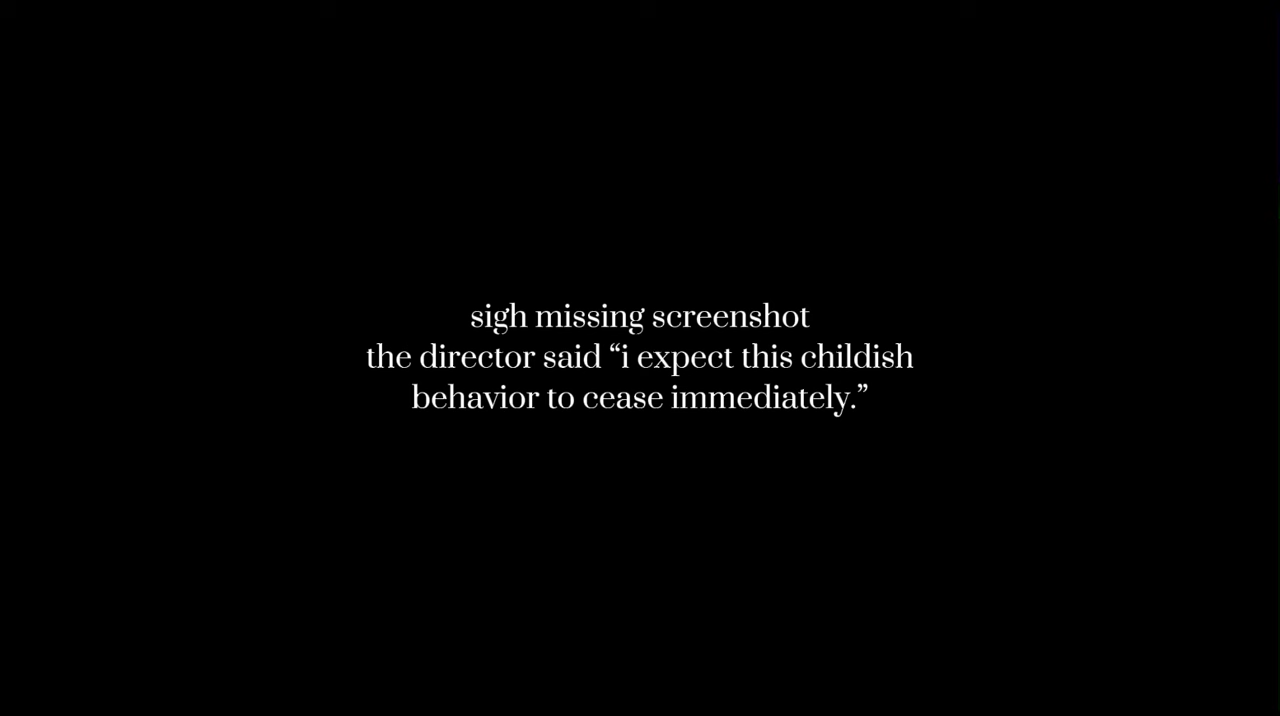 sigh missing screenshot
the director said “i expect this childish
behavior to cease immediately.”